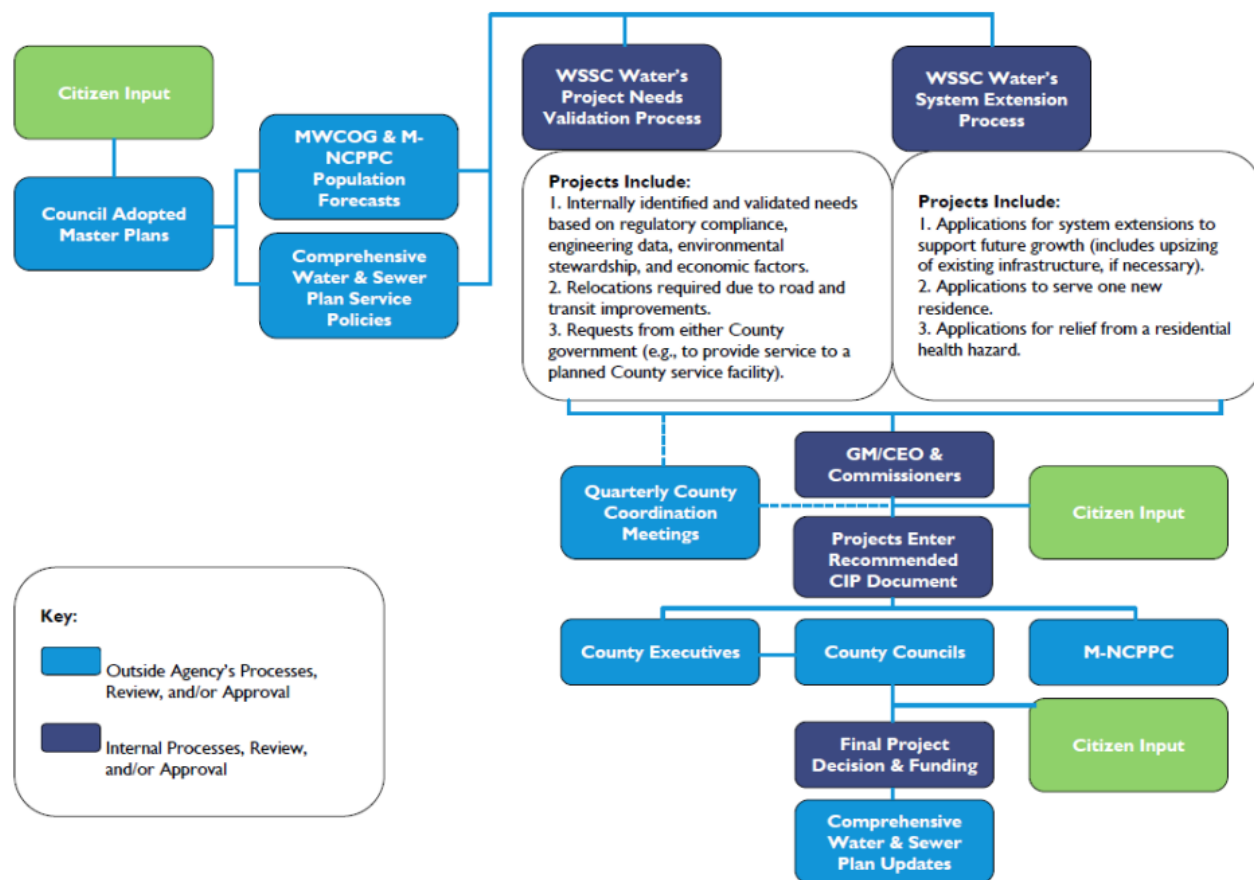 Citizen Input
Council Adopted
Master Plans
MWCOG & M-
NCPPC
Population
Forecasts
Comprehensive
Water & Sewer
Plan Service
Policies
WSSC Water's
Project Needs
Validation Process
Projects Include:
1. Internally identified and validated needs
based on regulatory compliance,
engineering data, environmental
stewardship, and economic factors.
2. Relocations required due to road and
transit improvements.
3. Requests from either County
government (e.g., to provide service to a
planned County service facility).
WSSC Water's
System Extension
Process
Projects Include:
1. Applications for system extensions to
support future growth (includes upsizing
of existing infrastructure, if necessary).
2. Applications to serve one new
residence.
3. Applications for relief from a residential
health hazard.
GM/CEO &
Commissioners
Quarterly County
Coordination
Meetings
Citizen Input
Projects Enter
Recommended
CIP Document
County Executives
County Councils
M-NCPPC
Final Project
Decision & Funding
Citizen Input
Comprehensive
Water & Sewer
Plan Updates
Key:
Outside Agency's Processes,
Review, and/or Approval
Internal Processes, Review,
and/or Approval